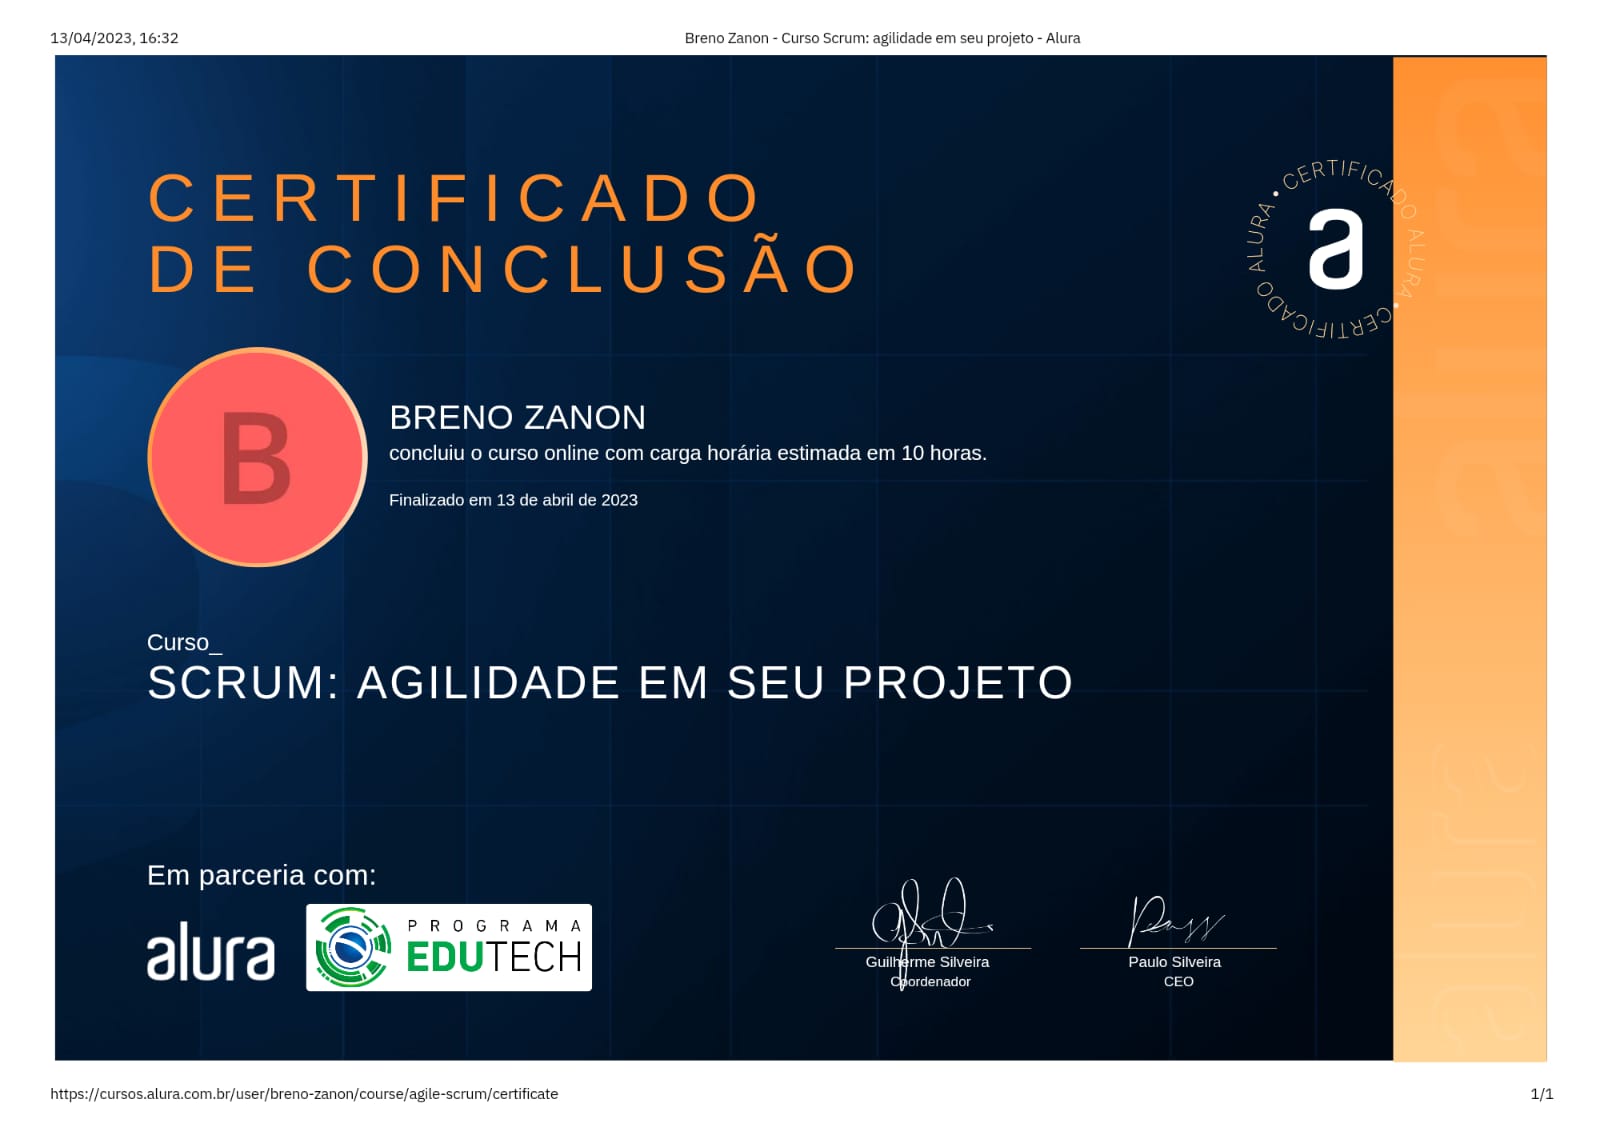 13/04/2023, 16:32
Breno Zanon - Curso Scrum: agilidade em seu projeto - Alura
CERTIFICADO
DE CONCLUSÃO
CERTIFICADO ALURA • CERTIFICADO ALURA •
a
B
BRENO ZANON
concluiu o curso online com carga horária estimada em 10 horas.
Finalizado em 13 de abril de 2023
Curso_
SCRUM: AGILIDADE EM SEU PROJETO
Em parceria com:
alura
PROGRAMA
EDUTECH
Guilherme Silveira
Coordenador
Paulo Silveira
CEO
alura
alura
https://cursos.alura.com.br/user/breno-zanon/course/agile-scrum/certificate
1/1